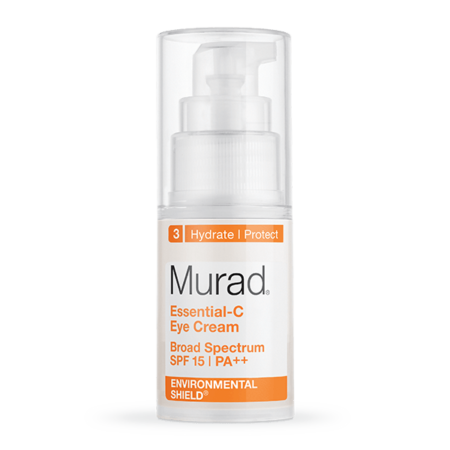 3 Hydrate | Protect
Murad®
Essential-C
Eye Cream
Broad Spectrum
SPF 15 | PA++
ENVIRONMENTAL
SHIELD®